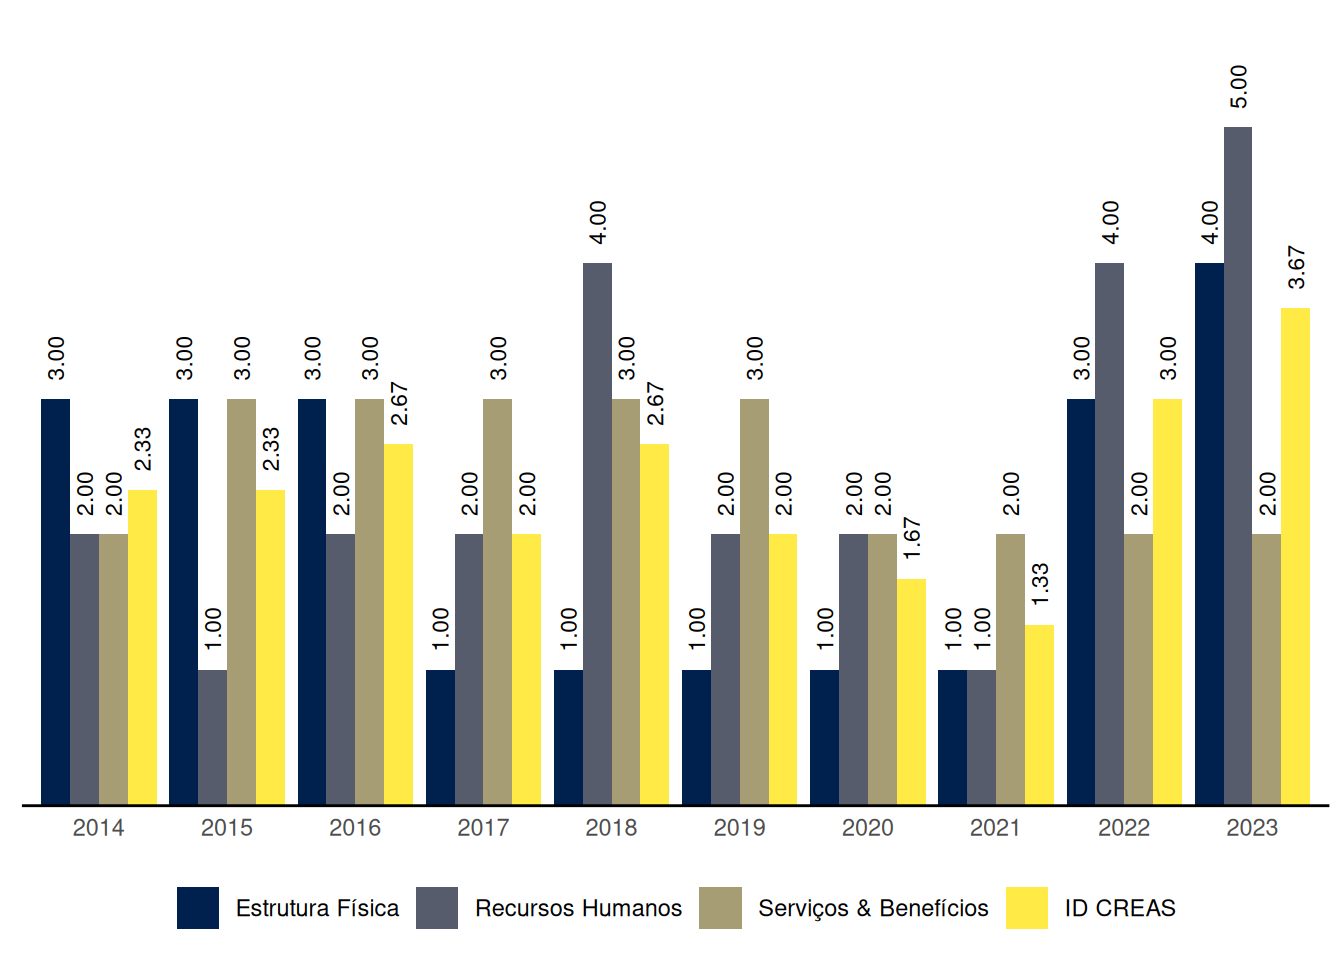 3.00 2.00 2.00 2.33 3.00 1.00 3.00 2.33 3.00 2.00 3.00 2.67 1.00 2.00 3.00 2.00 1.00 4.00 3.00 2.67 1.00 2.00 3.00 2.00 1.00 2.00 2.00 1.67 1.00 1.00 2.00 1.33 3.00 4.00 2.00 3.00 4.00 5.00 2.00 3.67
2014 2015 2016 2017 2018 2019 2020 2021 2022 2023
Estrutura Física Recursos Humanos Serviços & Benefícios ID CREAS